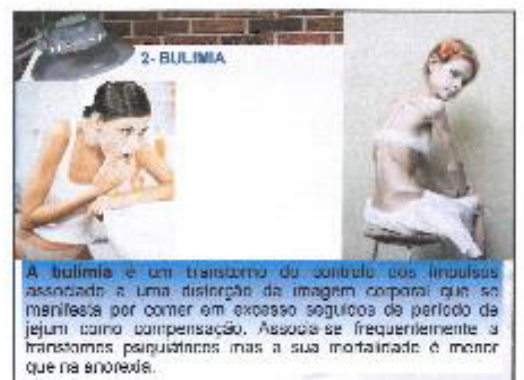 2- BULIMIA
A bulimia é um transtorno do controle dos impulsos
associado a uma distorção da imagem corporal que se
manifesta por comer em excesso seguidos de período de
jejum como compensação. Associa-se frequentemente a
transtornos psiquiátricos mas a sua mortalidade é menor
que na anorexia.